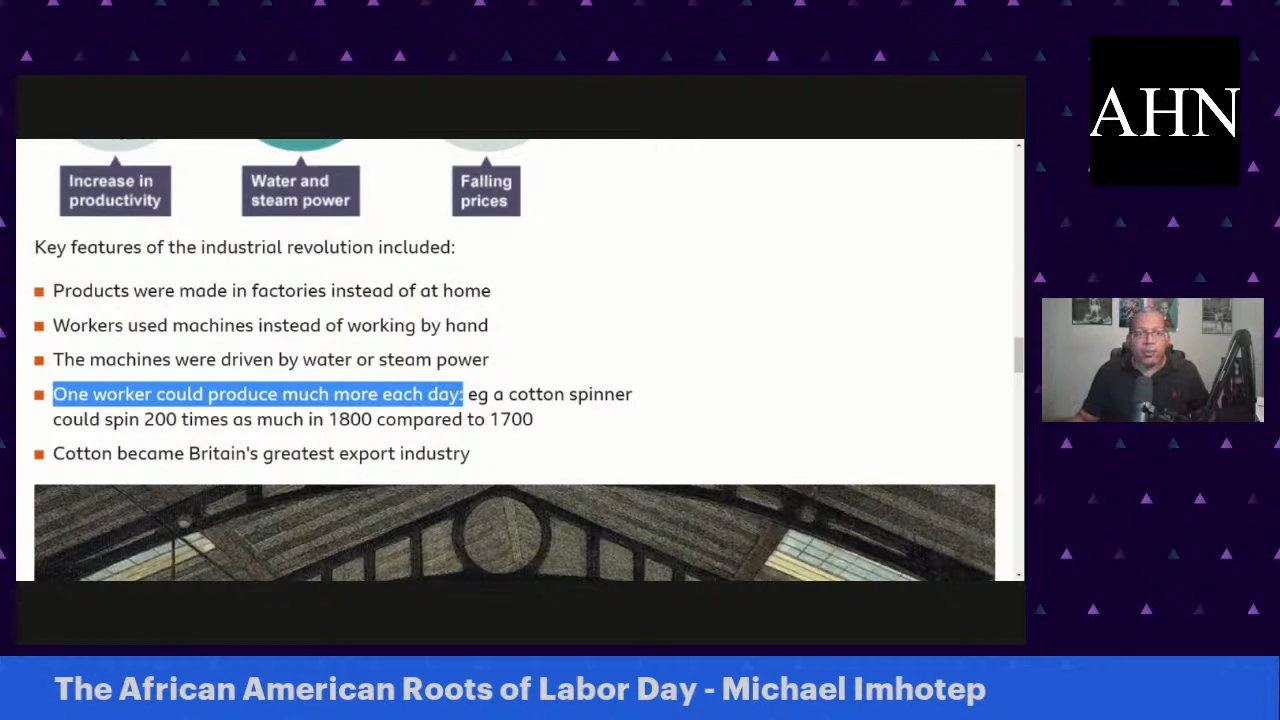 AHN
Increase in
productivity
Water and
steam power
Falling
prices
Key features of the industrial revolution included:
Products were made in factories instead of at home
Workers used machines instead of working by hand
The machines were driven by water or steam power
One worker could produce much more each day: eg a cotton spinner
could spin 200 times as much in 1800 compared to 1700
Cotton became Britain's greatest export industry
The African American Roots of Labor Day - Michael Imhotep